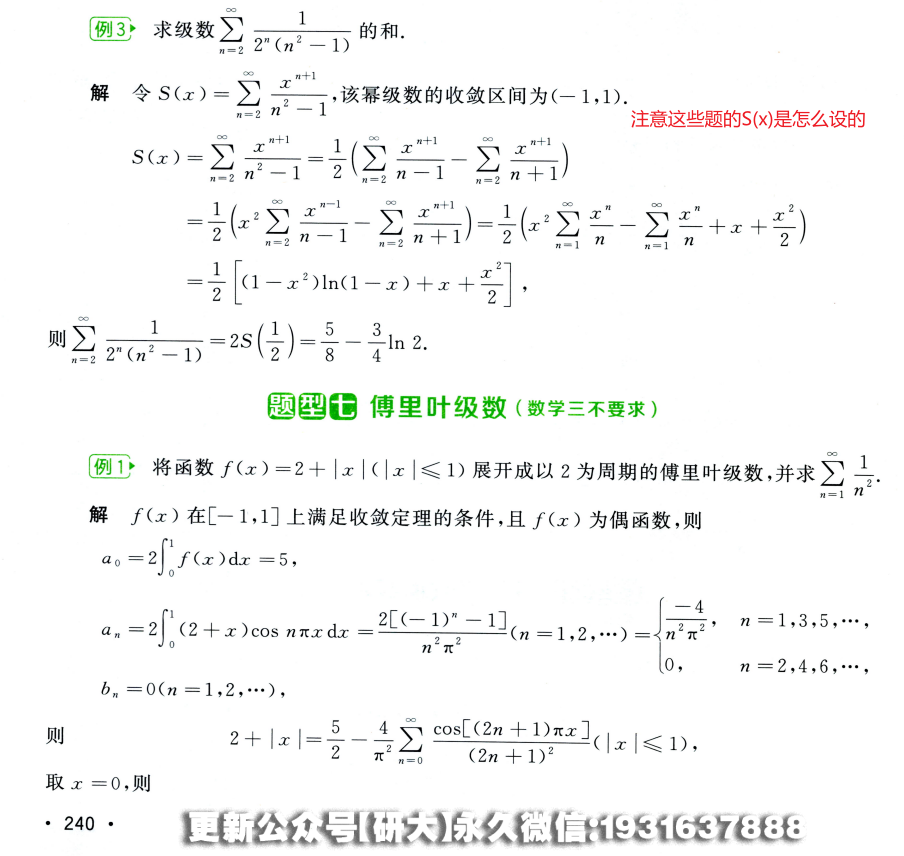 例3 求级数 $\sum_{n=2}^{\infty}\frac{1}{2^n(n^2-1)}$ 的和.
解 令 $S(x)=\sum_{n=2}^{\infty}\frac{x^{n+1}}{n^2-1}$,该幂级数的收敛区间为(-1,1).
注意这些题的S(x)是怎么设的
$S(x)=\sum_{n=2}^{\infty}\frac{x^{n+1}}{n^2-1}=\frac{1}{2}\left(\sum_{n=2}^{\infty}\frac{x^{n+1}}{n-1}-\sum_{n=2}^{\infty}\frac{x^{n+1}}{n+1}\right)$
$=\frac{1}{2}\left(x^2\sum_{n=2}^{\infty}\frac{x^{n-1}}{n-1}-\sum_{n=2}^{\infty}\frac{x^{n+1}}{n+1}\right)=\frac{1}{2}\left(x^2\sum_{n=1}^{\infty}\frac{x^n}{n}-\sum_{n=1}^{\infty}\frac{x^n}{n}+x+\frac{x^2}{2}\right)$
$=\frac{1}{2}\left[(1-x^2)\ln(1-x)+x+\frac{x^2}{2}\right],$
则 $\sum_{n=2}^{\infty}\frac{1}{2^n(n^2-1)}=2S\left(\frac{1}{2}\right)=\frac{5}{8}-\frac{3}{4}\ln 2.$
题型七 傅里叶级数(数学三不要求)
例1 将函数 $f(x)=2+|x|(|x|\leqslant 1)$ 展开成以 2 为周期的傅里叶级数,并求 $\sum_{n=1}^{\infty}\frac{1}{n^2}$.
解 $f(x)$ 在[-1,1]上满足收敛定理的条件,且 $f(x)$ 为偶函数,则
$a_0=2\int_0^1 f(x)\mathrm{d}x=5,$
$a_n=2\int_0^1(2+x)\cos n\pi x\,\mathrm{d}x=\frac{2[(-1)^n-1]}{n^2\pi^2}(n=1,2,\cdots)=\begin{cases}\frac{-4}{n^2\pi^2}, & n=1,3,5,\cdots,\\0, & n=2,4,6,\cdots,\end{cases}$
$b_n=0(n=1,2,\cdots),$
则 $2+|x|=\frac{5}{2}-\frac{4}{\pi^2}\sum_{n=0}^{\infty}\frac{\cos[(2n+1)\pi x]}{(2n+1)^2}(|x|\leqslant 1),$
取 $x=0$,则
· 240 ·
更新公众号[研大]永久微信:1931637888